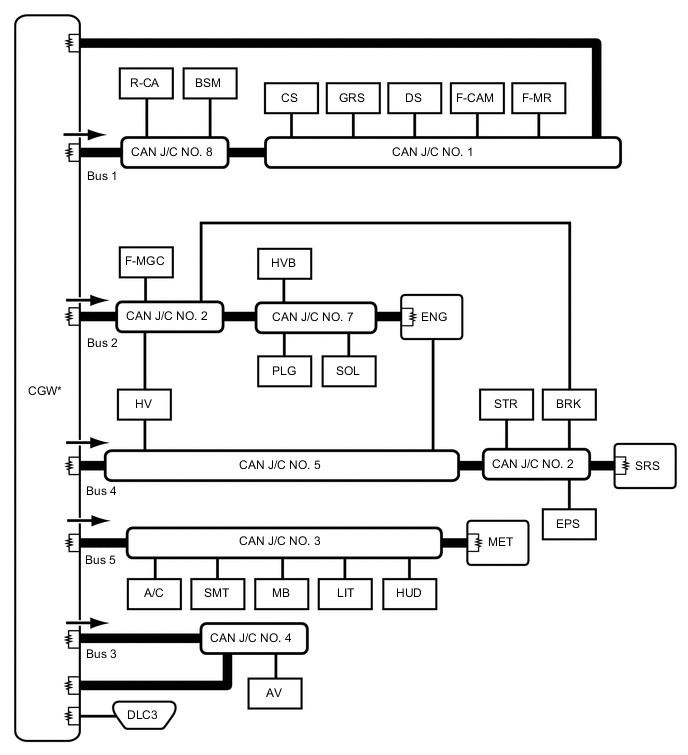 R-CA
BSM
CS
GRS
DS
F-CAM
F-MR
CAN J/C NO. 8
CAN J/C NO. 1
Bus 1
F-MGC
HVB
CAN J/C NO. 2
CAN J/C NO. 7
ENG
Bus 2
PLG
SOL
CGW*
HV
STR
BRK
CAN J/C NO. 5
CAN J/C NO. 2
SRS
Bus 4
EPS
CAN J/C NO. 3
MET
Bus 5
A/C
SMT
MB
LIT
HUD
CAN J/C NO. 4
Bus 3
AV
DLC3